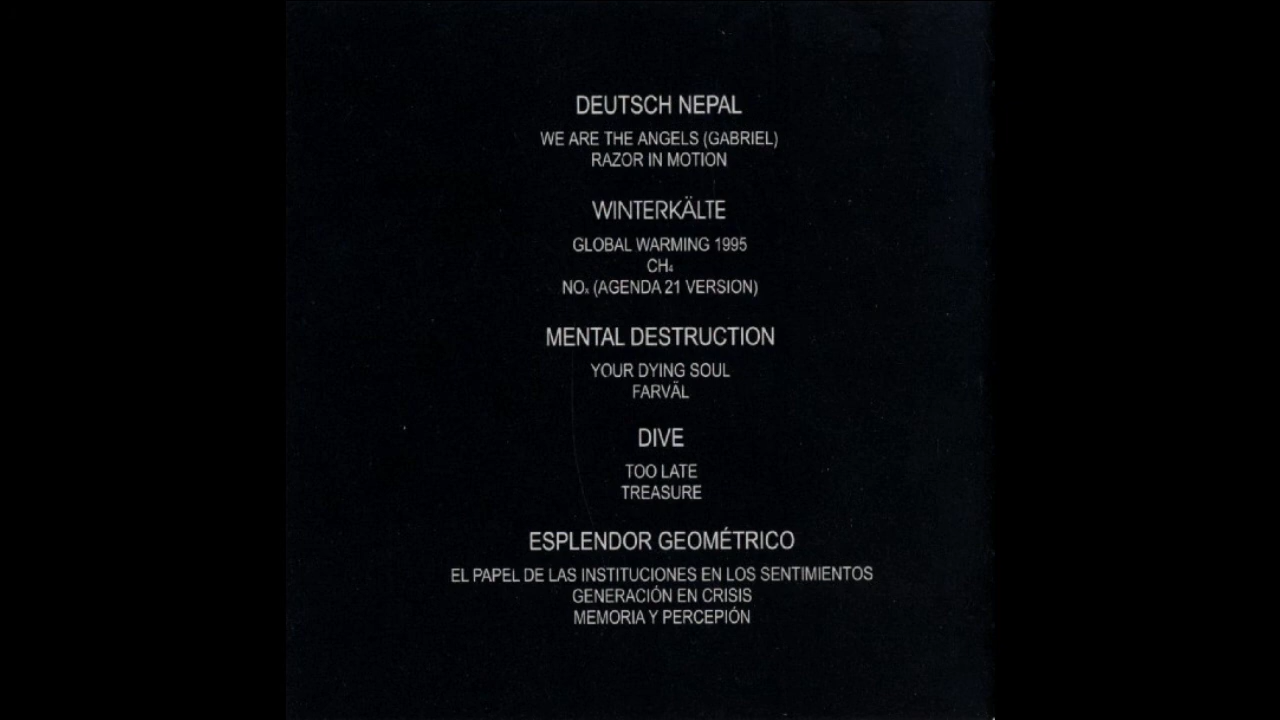 DEUTSCH NEPAL
WE ARE THE ANGELS (GABRIEL)
RAZOR IN MOTION
WINTERKÄLTE
GLOBAL WARMING 1995
CH₄
NOₓ (AGENDA 21 VERSION)
MENTAL DESTRUCTION
YOUR DYING SOUL
FARVÄL
DIVE
TOO LATE
TREASURE
ESPLENDOR GEOMÉTRICO
EL PAPEL DE LAS INSTITUCIONES EN LOS SENTIMIENTOS
GENERACIÓN EN CRISIS
MEMORIA Y PERCEPIÓN